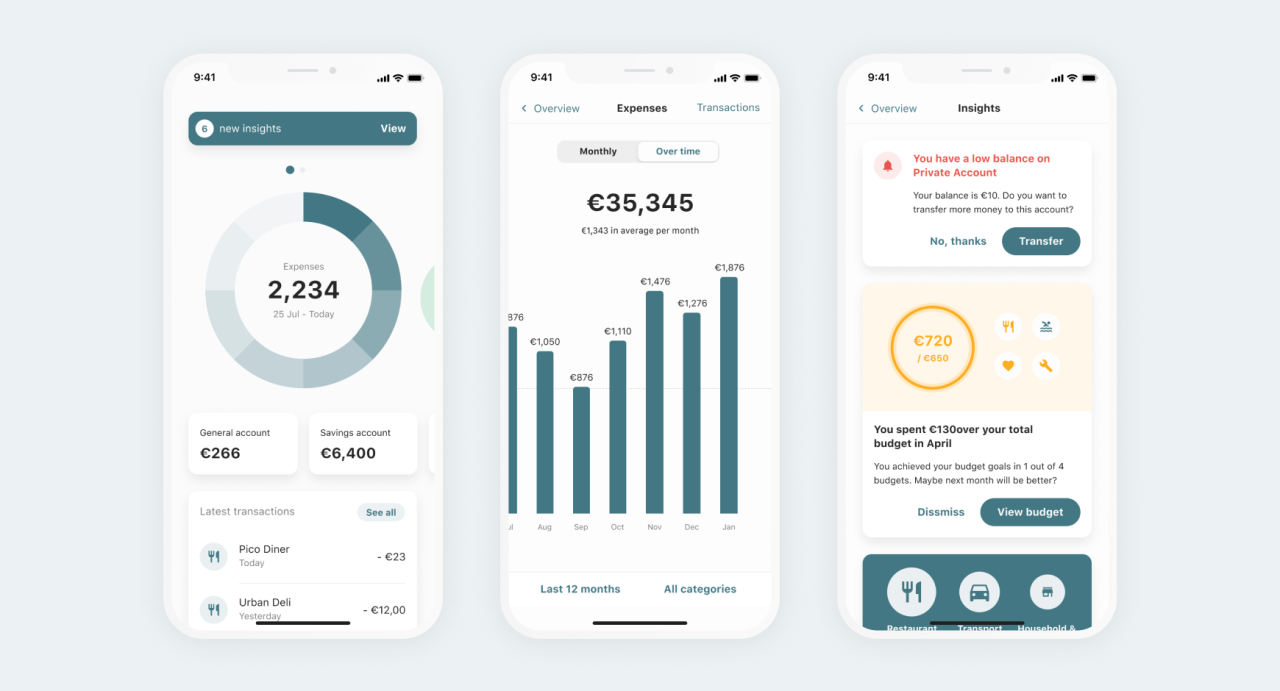 9:41
6 new insights View
Expenses
2,234
25 Jul - Today
General account
€266
Savings account
€6,400
Latest transactions See all
Pico Diner
Today
- €23
Urban Deli
Yesterday
- €12,00
9:41
Overview Expenses Transactions
Monthly Over time
€35,345
€1,343 in average per month
876
€1,050
€876
€1,110
€1,476
€1,276
€1,876
Aug Sep Oct Nov Dec Jan
Last 12 months All categories
9:41
Overview Insights
You have a low balance on
Private Account
Your balance is €10. Do you want to
transfer more money to this account?
No, thanks Transfer
€720
/ €650
You spent €130over your total
budget in April
You achieved your budget goals in 1 out of 4
budgets. Maybe next month will be better?
Dissmiss View budget
Restaurant Transport Household &